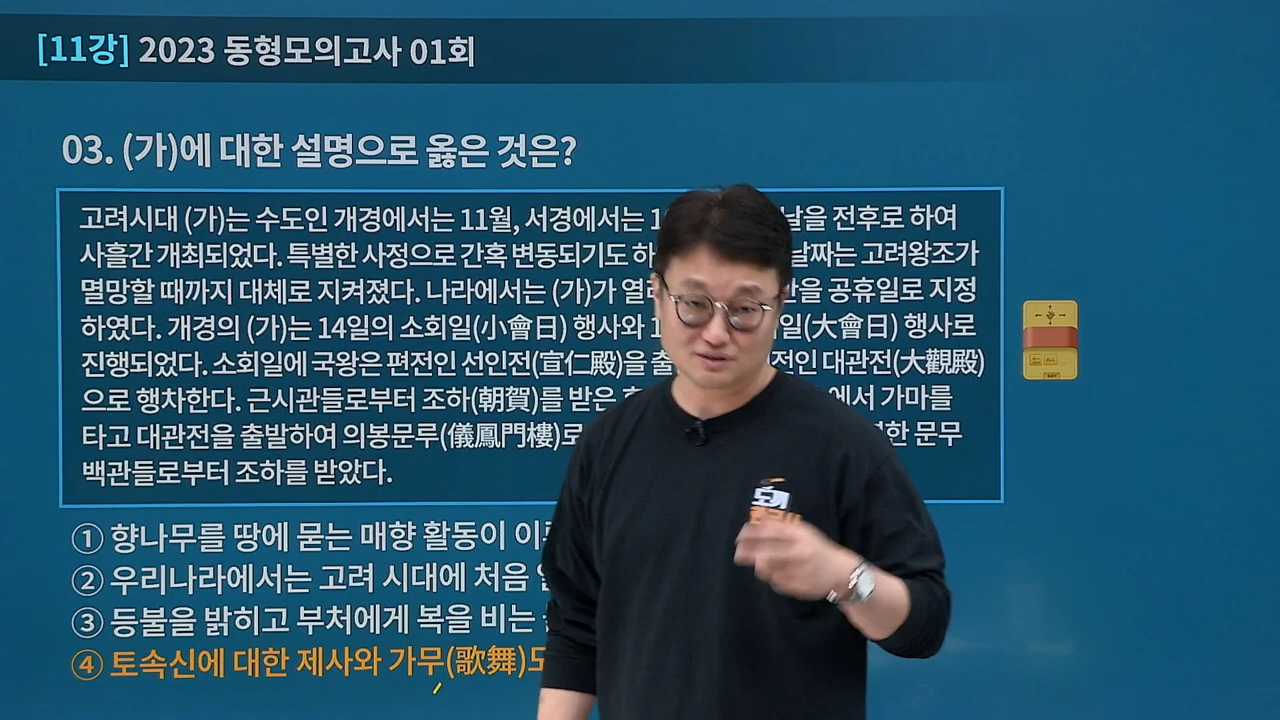 [11강] 2023 동형모의고사 01회
03. (가)에 대한 설명으로 옳은 것은?
고려시대 (가)는 수도인 개경에서는 11월, 서경에서는 날을 전후로 하여
사흘간 개최되었다. 특별한 사정으로 간혹 변동되기도 날짜는 고려왕조가
멸망할 때까지 대체로 지켜졌다. 나라에서는 (가)가 공휴일로 지정
하였다. 개경의 (가)는 14일의 소회일(小會日) 행사와 일(大會日) 행사로
진행되었다. 소회일에 국왕은 편전인 선인전(宣仁殿)을 대관전(大觀殿)
으로 행차한다. 근시관들로부터 조하(朝賀)를 받은 에서 가마를
타고 대관전을 출발하여 의봉문루(儀鳳門樓)로 문무
백관들로부터 조하를 받았다.
① 향나무를 땅에 묻는 매향 활동이
② 우리나라에서는 고려 시대에 처음
③ 등불을 밝히고 부처에게 복을 비는
④ 토속신에 대한 제사와 가무(歌舞)도